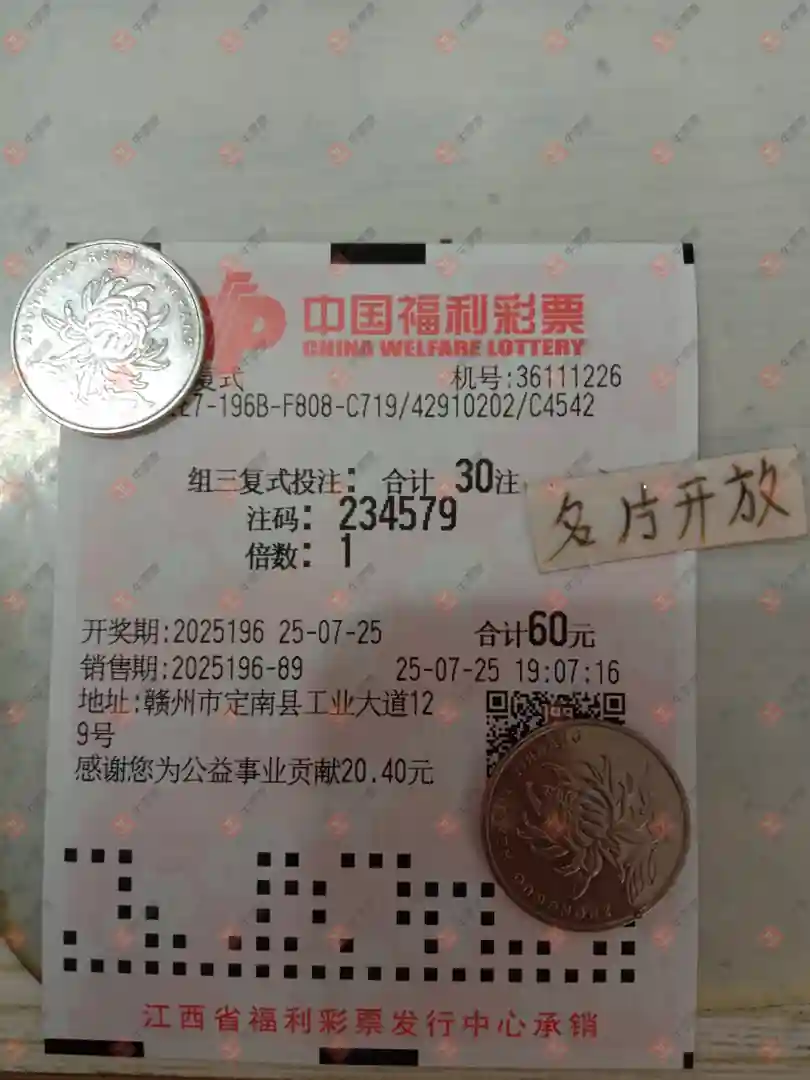 中国福利彩票
CHINA WELFARE LOTTERY
复式 机号:36111226
E7-196B-F808-C719/42910202/C4542
组三复式投注: 合计 30注
注码: 234579
倍数: 1
名片开放
开奖期:2025196 25-07-25 合计60元
销售期:2025196-89 25-07-25 19:07:16
地址:赣州市定南县工业大道12
9号
感谢您为公益事业贡献20.40元
江西省福利彩票发行中心承销